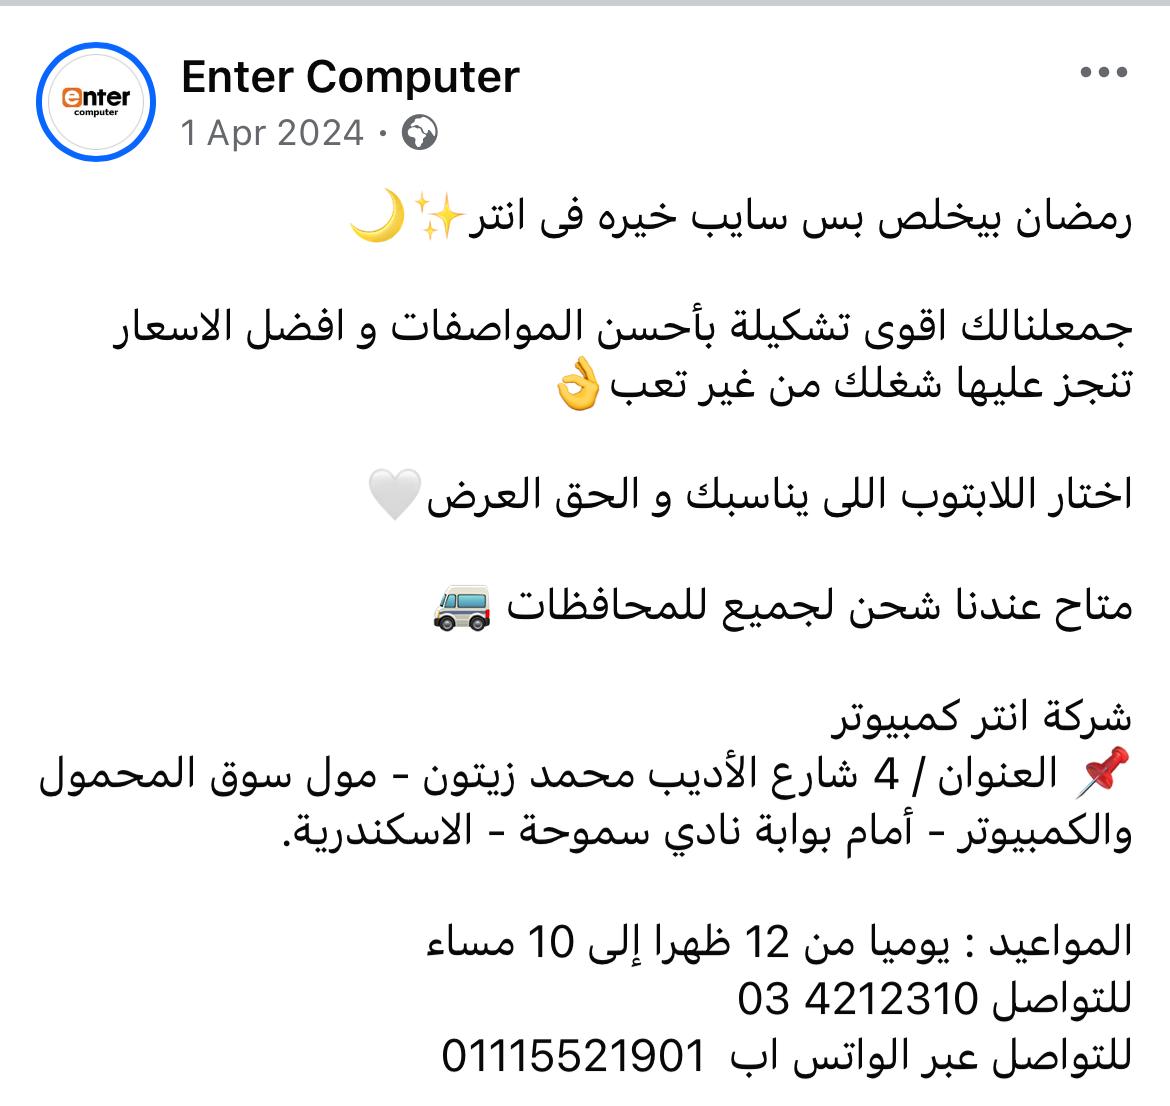 enter
computer
Enter Computer
1 Apr 2024 ·
رمضان بيخلص بس سايب خيره فى انتر✨🌙
جمعلنالك اقوى تشكيلة بأحسن المواصفات و افضل الاسعار
تنجز عليها شغلك من غير تعب👌
اختار اللابتوب اللى يناسبك و الحق العرض🤍
متاح عندنا شحن لجميع للمحافظات 🚐
شركة انتر كمبيوتر
📌 العنوان / 4 شارع الأديب محمد زيتون - مول سوق المحمول
والكمبيوتر - أمام بوابة نادي سموحة - الاسكندرية.
المواعيد : يوميا من 12 ظهرا إلى 10 مساء
للتواصل 4212310 03
للتواصل عبر الواتس اب 01115521901